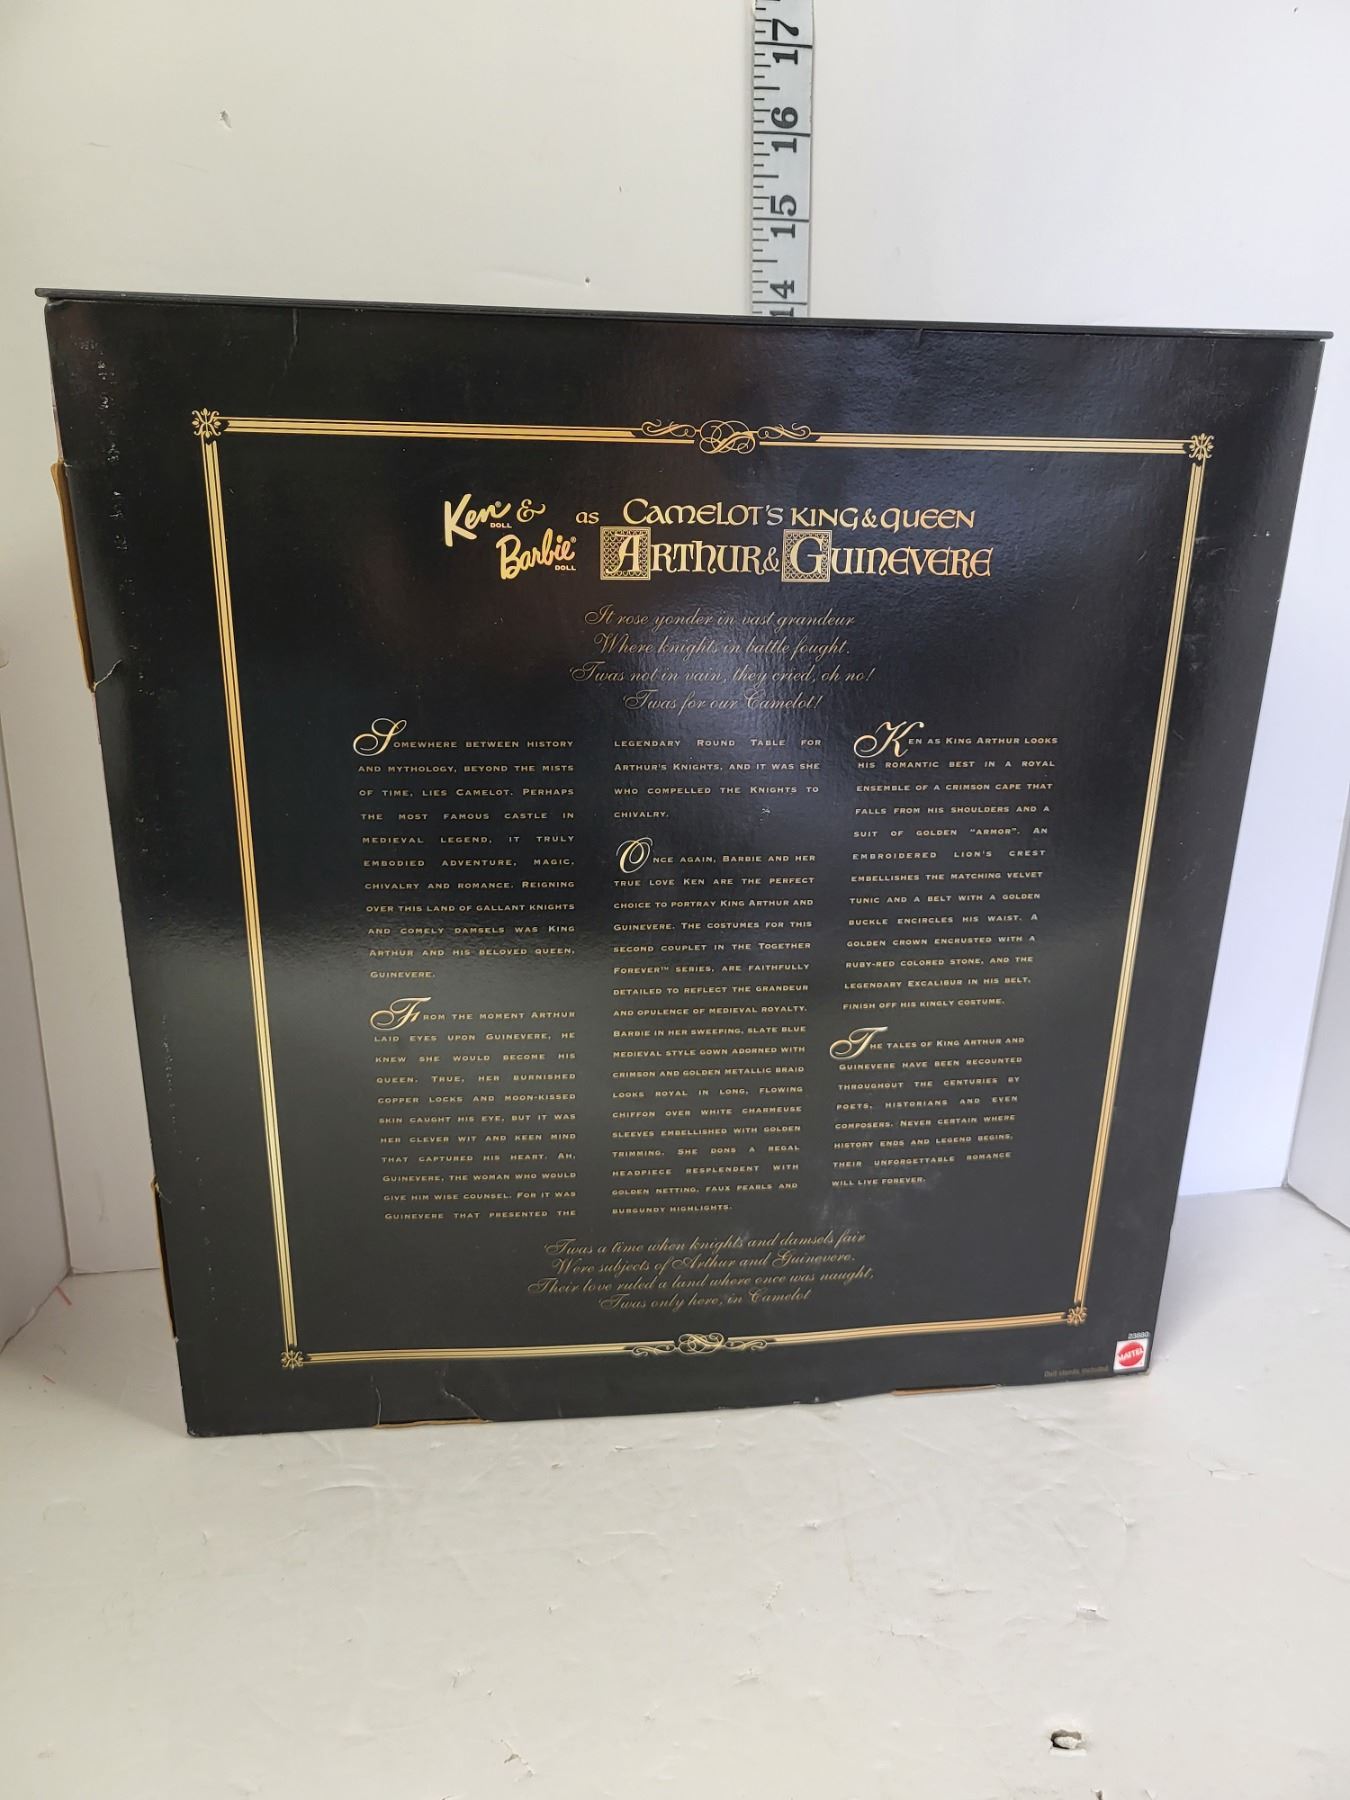 17
16
15
14
Ken® & as CAMELOT'S KING & QUEEN
DOLL
Barbie® ARTHUR & GUINEVERE
DOLL
It rose yonder in vast grandeur
Where knights in battle fought.
'Twas not in vain, they cried, oh no!
'Twas for our Camelot!
SOMEWHERE BETWEEN HISTORY
AND MYTHOLOGY, BEYOND THE MISTS
OF TIME, LIES CAMELOT. PERHAPS
THE MOST FAMOUS CASTLE IN
MEDIEVAL LEGEND, IT TRULY
EMBODIED ADVENTURE, MAGIC,
CHIVALRY AND ROMANCE. REIGNING
OVER THIS LAND OF GALLANT KNIGHTS
AND COMELY DAMSELS WAS KING
ARTHUR AND HIS BELOVED QUEEN,
GUINEVERE.
FROM THE MOMENT ARTHUR
LAID EYES UPON GUINEVERE, HE
KNEW SHE WOULD BECOME HIS
QUEEN. TRUE, HER BURNISHED
COPPER LOCKS AND MOON-KISSED
SKIN CAUGHT HIS EYE, BUT IT WAS
HER CLEVER WIT AND KEEN MIND
THAT CAPTURED HIS HEART. AH,
GUINEVERE, THE WOMAN WHO WOULD
GIVE HIM WISE COUNSEL. FOR IT WAS
GUINEVERE THAT PRESENTED THE
LEGENDARY ROUND TABLE FOR
ARTHUR'S KNIGHTS, AND IT WAS SHE
WHO COMPELLED THE KNIGHTS TO
CHIVALRY.
ONCE AGAIN, BARBIE AND HER
TRUE LOVE KEN ARE THE PERFECT
CHOICE TO PORTRAY KING ARTHUR AND
GUINEVERE. THE COSTUMES FOR THIS
SECOND COUPLET IN THE TOGETHER
FOREVER™ SERIES, ARE FAITHFULLY
DETAILED TO REFLECT THE GRANDEUR
AND OPULENCE OF MEDIEVAL ROYALTY.
BARBIE IN HER SWEEPING, SLATE BLUE
MEDIEVAL STYLE GOWN ADORNED WITH
CRIMSON AND GOLDEN METALLIC BRAID
LOOKS ROYAL IN LONG, FLOWING
CHIFFON OVER WHITE CHARMEUSE
SLEEVES EMBELLISHED WITH GOLDEN
TRIMMING. SHE DONS A REGAL
HEADPIECE RESPLENDENT WITH
GOLDEN NETTING, FAUX PEARLS AND
BURGUNDY HIGHLIGHTS.
KEN AS KING ARTHUR LOOKS
HIS ROMANTIC BEST IN A ROYAL
ENSEMBLE OF A CRIMSON CAPE THAT
FALLS FROM HIS SHOULDERS AND A
SUIT OF GOLDEN "ARMOR". AN
EMBROIDERED LION'S CREST
EMBELLISHES THE MATCHING VELVET
TUNIC AND A BELT WITH A GOLDEN
BUCKLE ENCIRCLES HIS WAIST. A
GOLDEN CROWN ENCRUSTED WITH A
RUBY-RED COLORED STONE, AND THE
LEGENDARY EXCALIBUR IN HIS BELT,
FINISH OFF HIS KINGLY COSTUME.
THE TALES OF KING ARTHUR AND
GUINEVERE HAVE BEEN RECOUNTED
THROUGHOUT THE CENTURIES BY
POETS, HISTORIANS AND EVEN
COMPOSERS. NEVER CERTAIN WHERE
HISTORY ENDS AND LEGEND BEGINS,
THEIR UNFORGETTABLE ROMANCE
WILL LIVE FOREVER.
'Twas a time when knights and damsels fair
Were subjects of Arthur and Guinevere.
Their love ruled a land where once was naught,
'Twas only here, in Camelot
23880
Doll stands included.
MATTEL